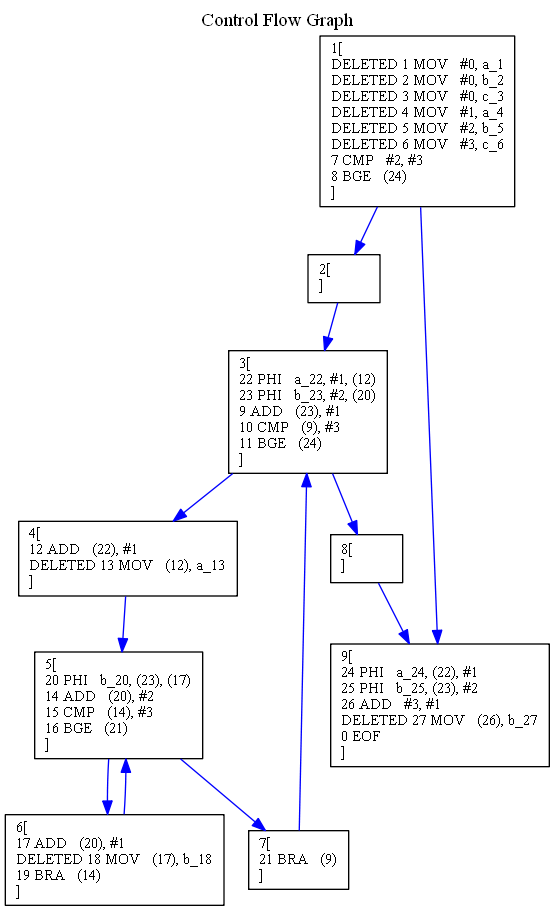 Control Flow Graph
1[
DELETED 1 MOV #0, a_1
DELETED 2 MOV #0, b_2
DELETED 3 MOV #0, c_3
DELETED 4 MOV #1, a_4
DELETED 5 MOV #2, b_5
DELETED 6 MOV #3, c_6
7 CMP #2, #3
8 BGE (24)
]
2[
]
3[
22 PHI a_22, #1, (12)
23 PHI b_23, #2, (20)
9 ADD (23), #1
10 CMP (9), #3
11 BGE (24)
]
4[
12 ADD (22), #1
DELETED 13 MOV (12), a_13
]
8[
]
5[
20 PHI b_20, (23), (17)
14 ADD (20), #2
15 CMP (14), #3
16 BGE (21)
]
9[
24 PHI a_24, (22), #1
25 PHI b_25, (23), #2
26 ADD #3, #1
DELETED 27 MOV (26), b_27
0 EOF
]
6[
17 ADD (20), #1
DELETED 18 MOV (17), b_18
19 BRA (14)
]
7[
21 BRA (9)
]